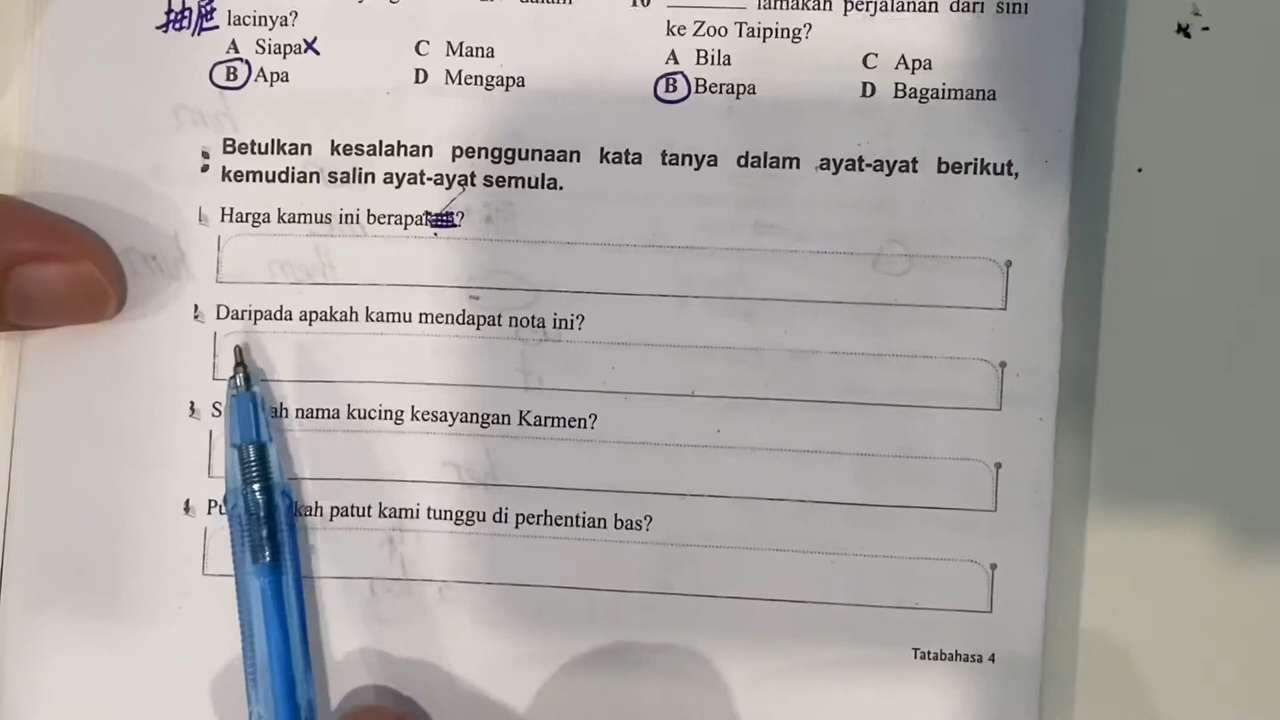 抽屉 lacinya?
A Siapa X
C Mana
B Apa
D Mengapa
10 ________ lamakah perjalanan dari sini
ke Zoo Taiping?
A Bila
C Apa
B Berapa
D Bagaimana
Betulkan kesalahan penggunaan kata tanya dalam ayat-ayat berikut,
kemudian salin ayat-ayat semula.
1. Harga kamus ini berapa ?
2. Daripada apakah kamu mendapat nota ini?
3. ah nama kucing kesayangan Karmen?
4. kah patut kami tunggu di perhentian bas?
Tatabahasa 4